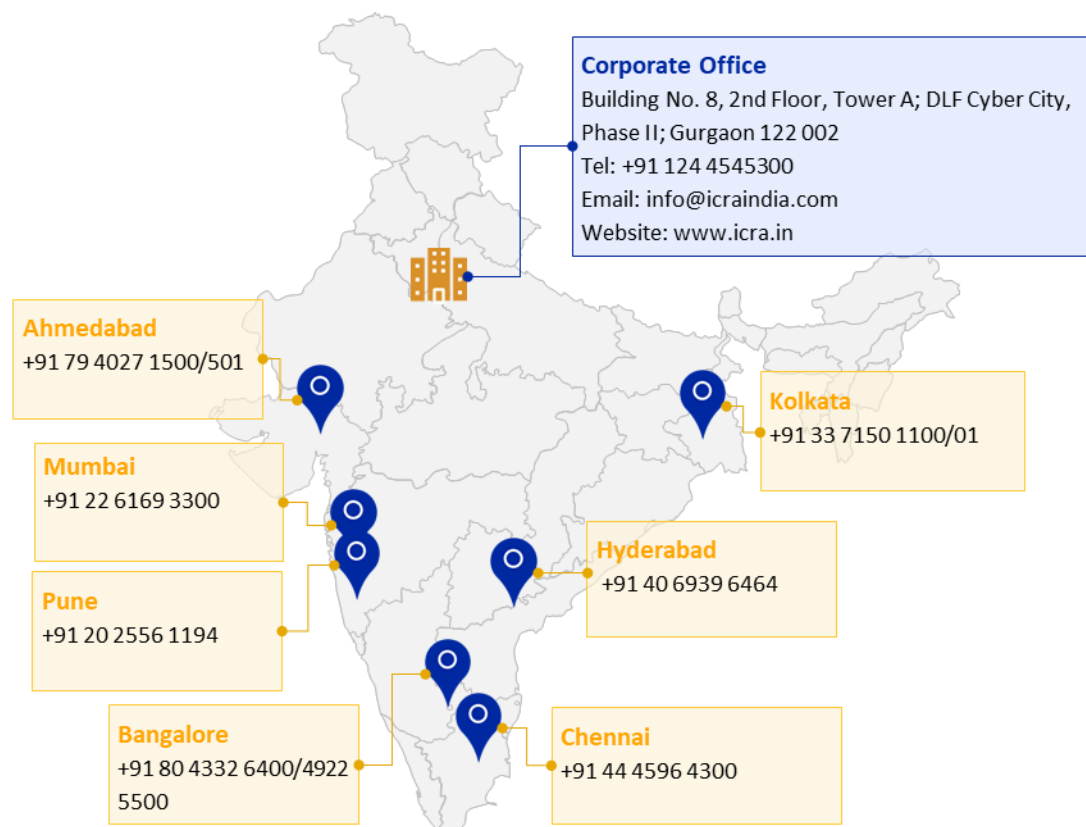 Corporate Office
Building No. 8, 2nd Floor, Tower A; DLF Cyber City,
Phase II; Gurgaon 122 002
Tel: +91 124 4545300
Email: info@icraindia.com
Website: www.icra.in
Ahmedabad
+91 79 4027 1500/501
Kolkata
+91 33 7150 1100/01
Mumbai
+91 22 6169 3300
Hyderabad
+91 40 6939 6464
Pune
+91 20 2556 1194
Bangalore
+91 80 4332 6400/4922
5500
Chennai
+91 44 4596 4300